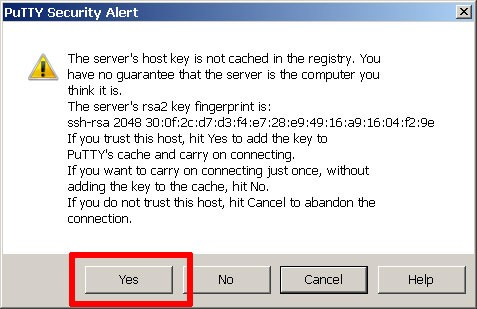 PuTTY Security Alert
The server's host key is not cached in the registry. You
have no guarantee that the server is the computer you
think it is.
The server's rsa2 key fingerprint is:
ssh-rsa 2048 30:0f:2c:d7:d3:f4:e7:28:e9:49:16:a9:16:04:f2:9e
If you trust this host, hit Yes to add the key to
PuTTY's cache and carry on connecting.
If you want to carry on connecting just once, without
adding the key to the cache, hit No.
If you do not trust this host, hit Cancel to abandon the
connection.
Yes No Cancel Help